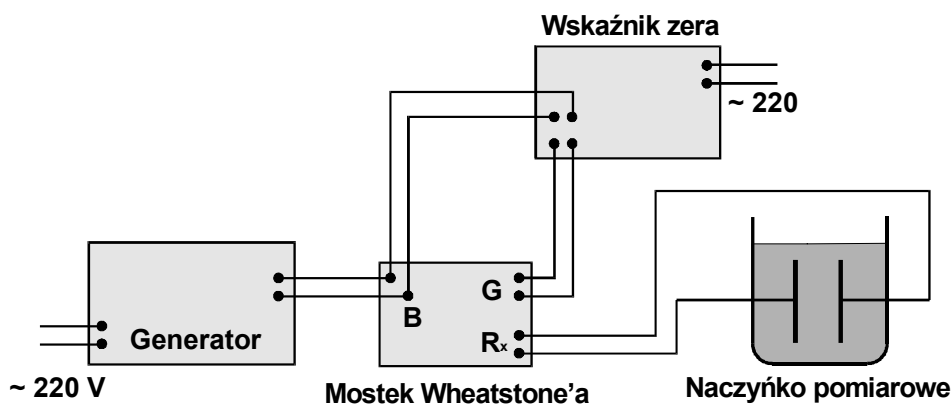 Wskaźnik zera
~ 220
G
B
Rx
Generator
~ 220 V
Mostek Wheatstone’a
Naczyńko pomiarowe